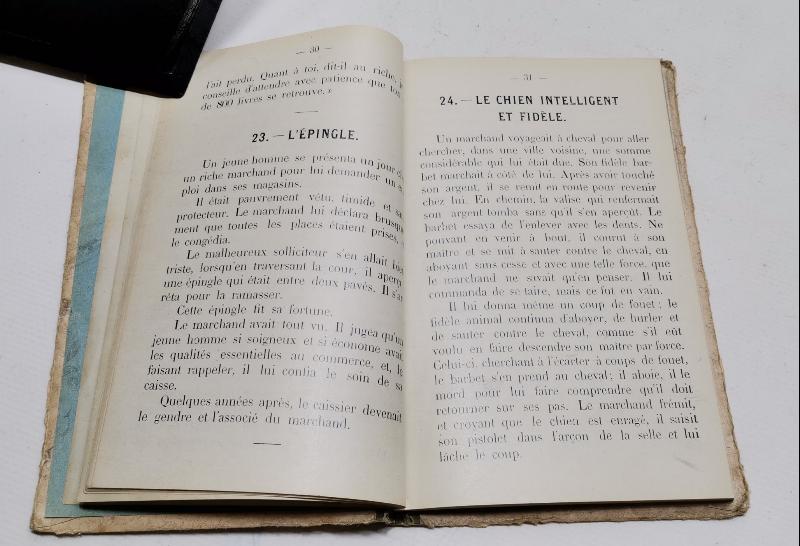 — 30 —
l'ait perdu. Quant à toi, dit-il au riche, je
conseille d'attendre avec patience que ton
de 800 livres se retrouve. »
23. — L'ÉPINGLE.
Un jeune homme se présenta un jour
un riche marchand pour lui demander un
ploi dans ses magasins.
Il était pauvrement vêtu, timide et
protecteur. Le marchand lui déclara brusque
ment que toutes les places étaient prises,
le congédia.
Le malheureux solliciteur s'en allait
triste, lorsqu'en traversant la cour, il aperç
une épingle qui était entre deux pavés. Il s'ar
rêta pour la ramasser.
Cette épingle fit sa fortune.
Le marchand avait tout vu. Il jugea qu'un
jeune homme si soigneux et si économe avait
les qualités essentielles au commerce, et, le
faisant rappeler, il lui confia le soin de sa
caisse.
Quelques années après, le caissier devenait
le gendre et l'associé du marchand.
— 31 —
24. — LE CHIEN INTELLIGENT
ET FIDÈLE.
Un marchand voyageait à cheval pour aller
chercher, dans une ville voisine, une somme
considérable qui lui était due. Son fidèle bar-
bet marchait à côté de lui. Après avoir touché
son argent, il se remit en route pour revenir
chez lui. En chemin, la valise qui renfermait
son argent tomba sans qu'il s'en aperçut. Le
barbet essaya de l'enlever avec les dents. Ne
pouvant en venir à bout, il courut à son
maître et se mit à sauter contre le cheval, en
aboyant sans cesse et avec une telle force, que
le marchand ne savait qu'en penser. Il lui
commanda de se taire, mais ce fut en vain.
Il lui donna même un coup de fouet ; le
fidèle animal continua d'aboyer, de hurler et
de sauter contre le cheval, comme s'il eût
voulu en faire descendre son maître par force.
Celui-ci, cherchant à l'écarter à coups de fouet,
le barbet s'en prend au cheval ; il aboie, il le
mord pour lui faire comprendre qu'il doit
retourner sur ses pas. Le marchand frémit,
et croyant que le chien est enragé, il saisit
son pistolet dans l'arçon de la selle et lui
lâche le coup.